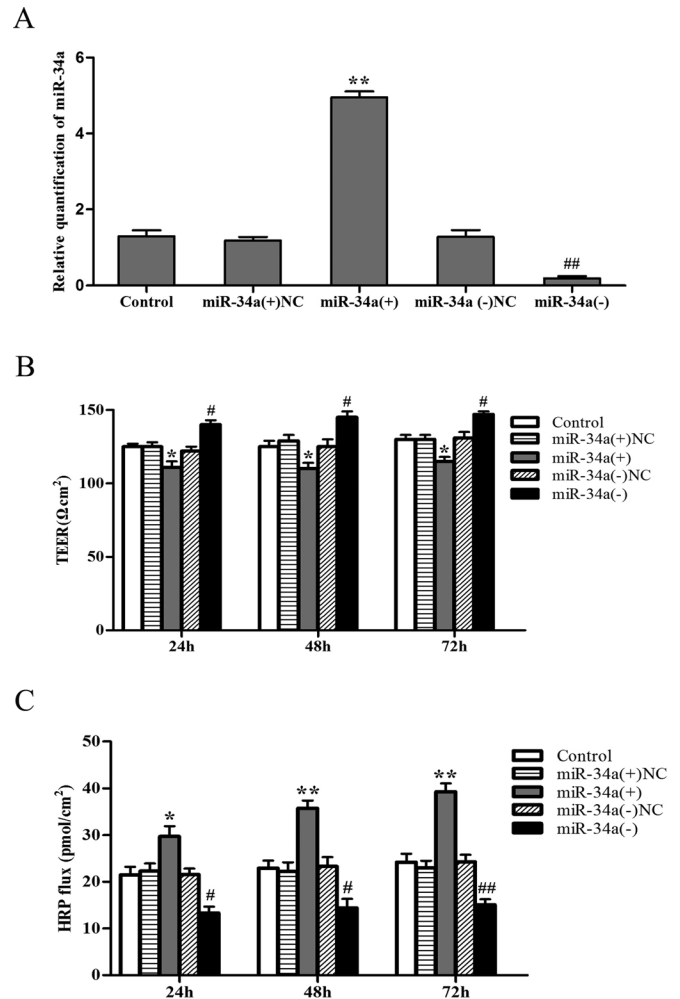 A
Relative quantification of miR-34a
6
4
2
0
**
##
Control miR-34a(+)NC miR-34a(+) miR-34a (-)NC miR-34a(-)
B
TEER(Ω.cm²)
150
100
50
0
* # * # * #
24h 48h 72h
Control
miR-34a(+)NC
miR-34a(+)
miR-34a(-)NC
miR-34a(-)
C
HRP flux (pmol/cm²)
50
40
30
20
10
0
* # ** # ** ##
24h 48h 72h
Control
miR-34a(+)NC
miR-34a(+)
miR-34a(-)NC
miR-34a(-)